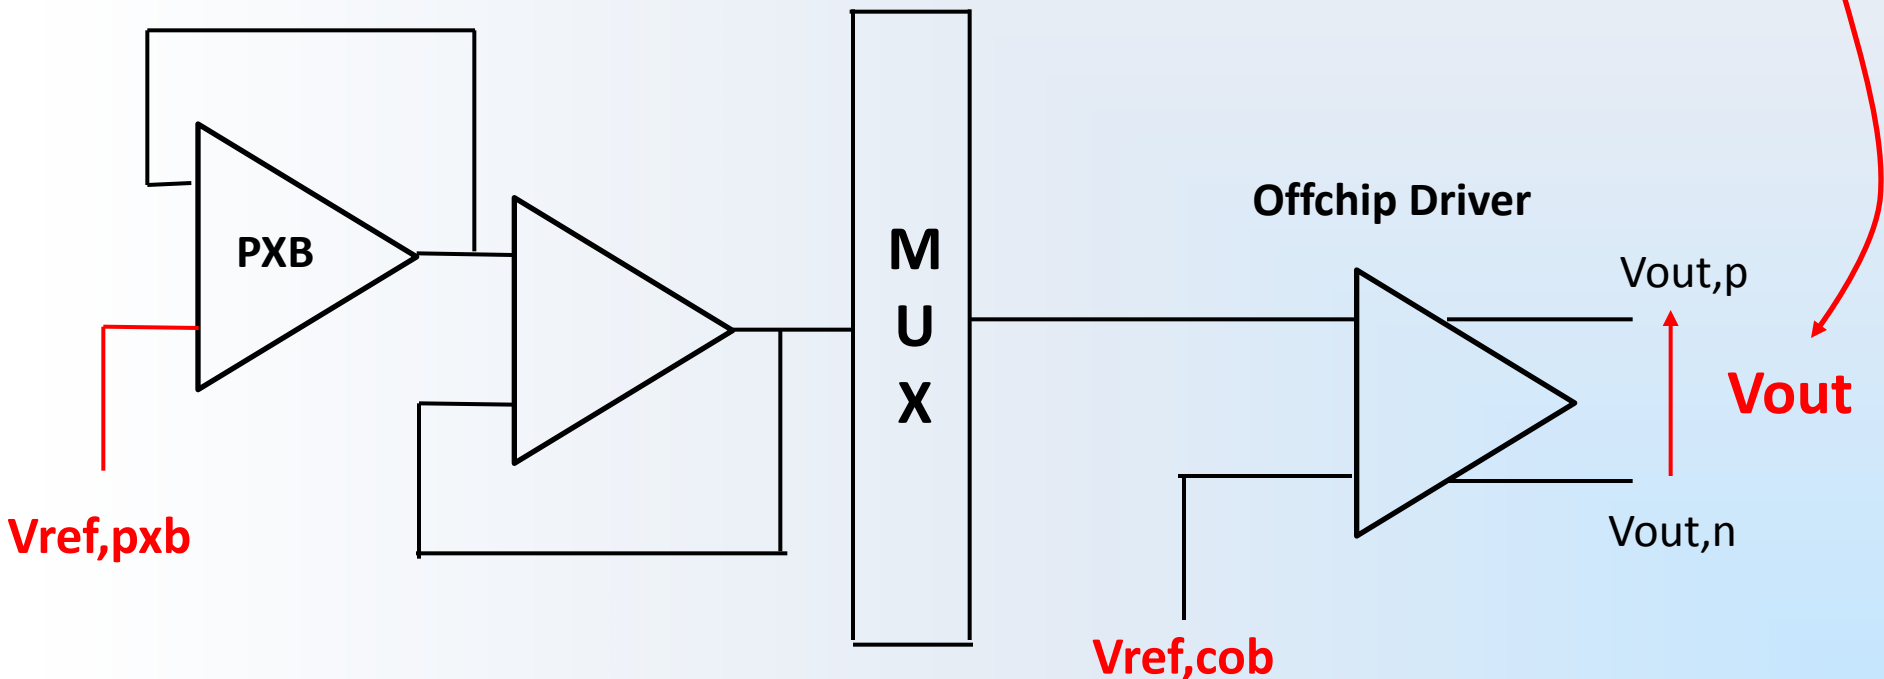 PXB
Vref,pxb
M
U
X
Offchip Driver
Vref,cob
Vout,p
Vout
Vout,n